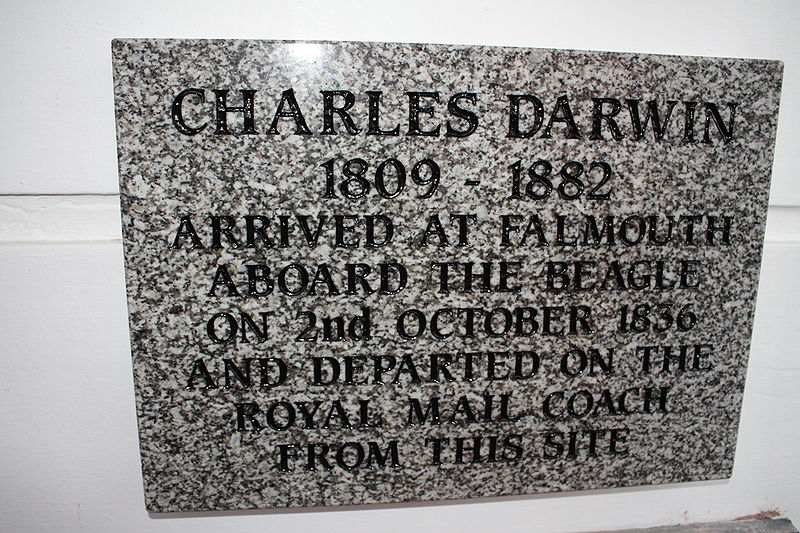 CHARLES DARWIN
1809 - 1882
ARRIVED AT FALMOUTH
ABOARD THE BEAGLE
ON 2nd OCTOBER 1836
AND DEPARTED ON THE
ROYAL MAIL COACH
FROM THIS SITE